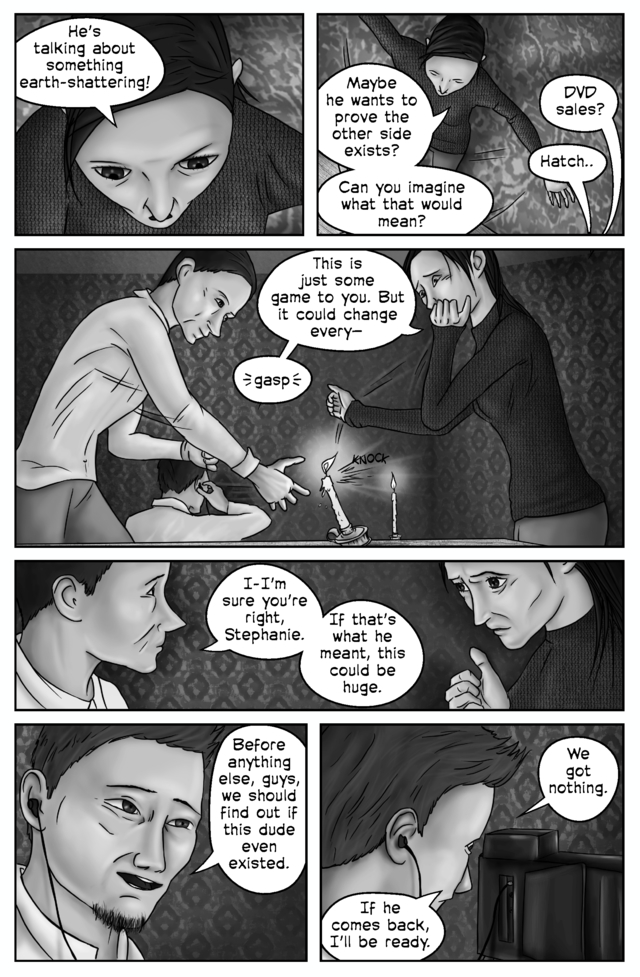 He's
talking about
something
earth-shattering!
Maybe
he wants to
prove the
other side
exists?
Can you imagine
what that would
mean?
DVD
sales?
Hatch..
This is
just some
game to you. But
it could change
every—
gasp
KNOCK
I-I'm
sure you're
right,
Stephanie.
If that's
what he
meant, this
could be
huge.
Before
anything
else, guys,
we should
find out if
this dude
even
existed.
We
got
nothing.
If he
comes back,
I'll be ready.